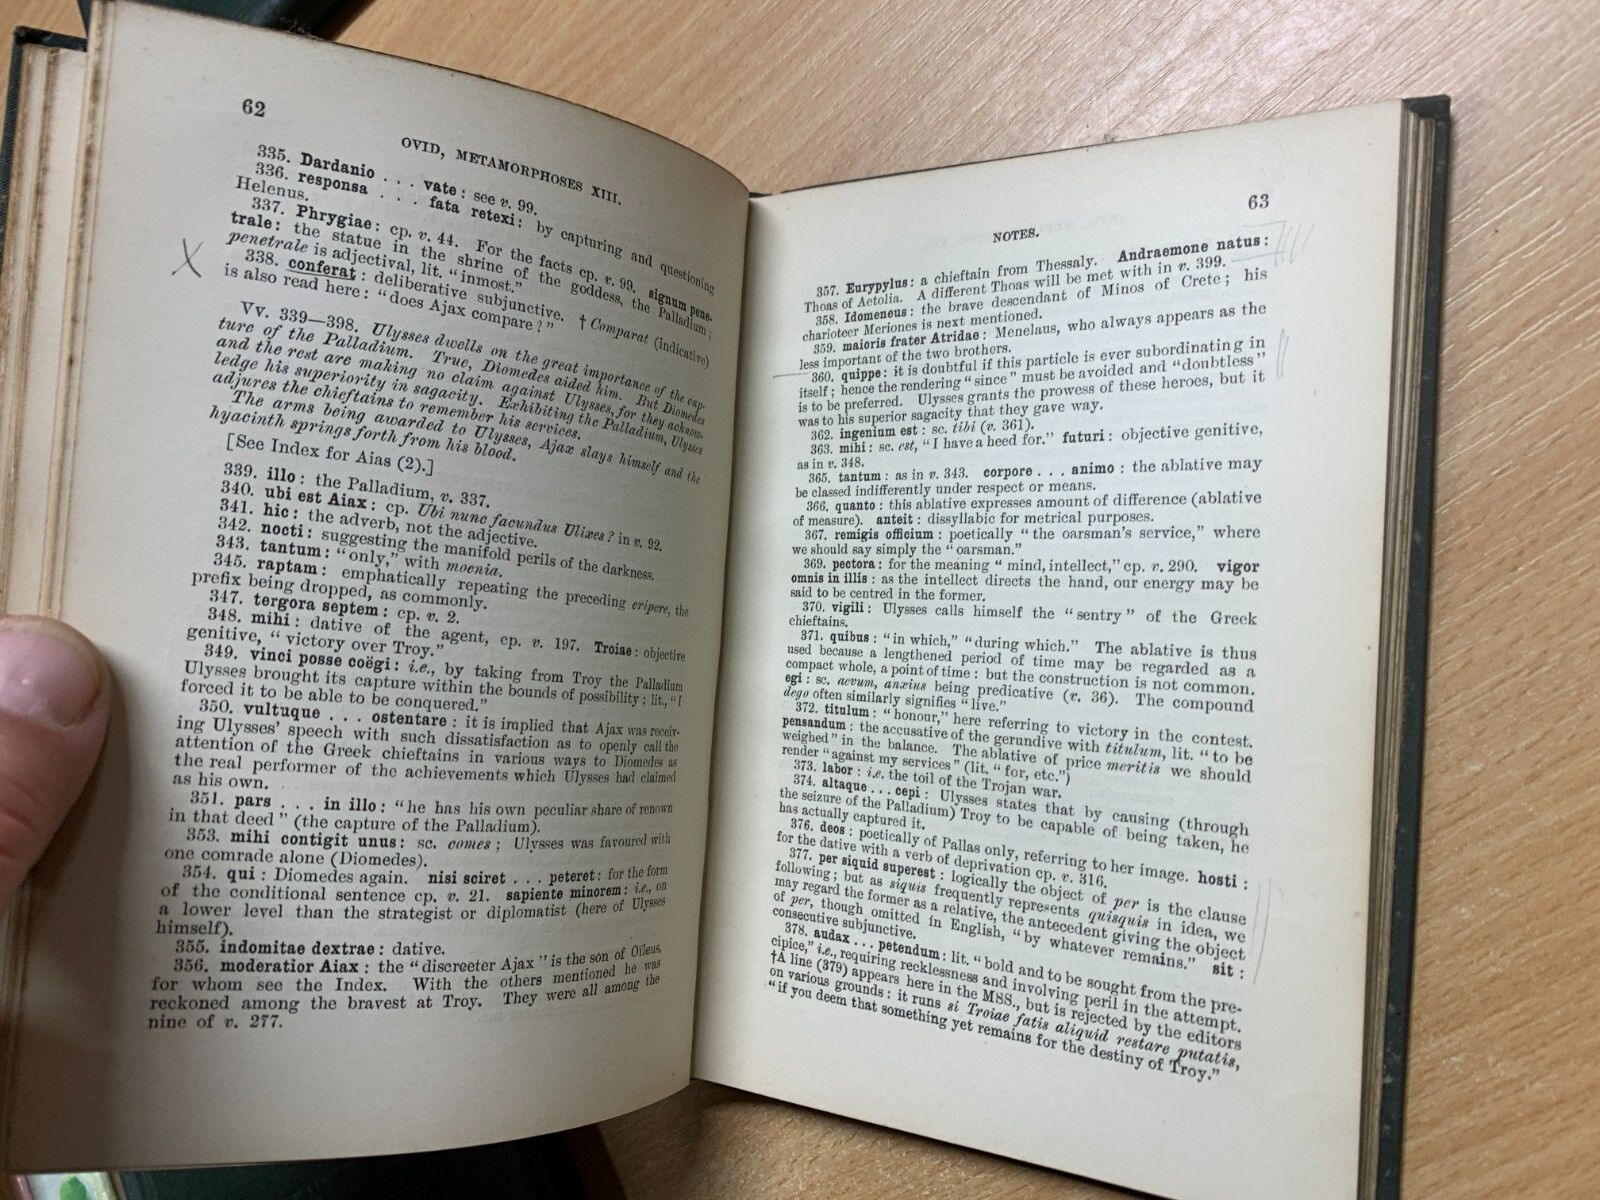 62
OVID, METAMORPHOSES XIII.
335. Dardanio . . . vate: see v. 99.
336. responsa . . . fata retexi: by capturing and questioning
Helenus.
337. Phrygiae: cp. v. 44. For the facts cp. v. 99. signum pene-
trale: the statue in the shrine of the goddess, the Palladium;
penetrale is adjectival, lit. "inmost."
X
338. conferat: deliberative subjunctive. † Comparat (indicative)
is also read here: "does Ajax compare?"
Vv. 339—398. Ulysses dwells on the great importance of the cap-
ture of the Palladium. True, Diomedes aided him. But Diomedes
and the rest are making no claim against Ulysses, for they acknow-
ledge his superiority in sagacity. Exhibiting the Palladium, Ulysses
adjures the chieftains to remember his services.
The arms being awarded to Ulysses, Ajax slays himself and the
hyacinth springs forth from his blood.
[See Index for Aias (2).]
339. illo: the Palladium, v. 337.
340. ubi est Aiax: cp. Ubi nunc facundus Ulixes? in v. 92.
341. hic: the adverb, not the adjective.
342. nocti: suggesting the manifold perils of the darkness.
343. tantum: "only," with moenia.
345. raptam: emphatically repeating the preceding eripere, the
prefix being dropped, as commonly.
347. tergora septem: cp. v. 2.
348. mihi: dative of the agent, cp. v. 197. Troiae: objective
genitive, "victory over Troy."
349. vinci posse coëgi: i.e., by taking from Troy the Palladium
Ulysses brought its capture within the bounds of possibility; lit., "I
forced it to be able to be conquered."
350. vultuque . . . ostentare: it is implied that Ajax was receiv-
ing Ulysses' speech with such dissatisfaction as to openly call the
attention of the Greek chieftains in various ways to Diomedes as
the real performer of the achievements which Ulysses had claimed
as his own.
351. pars . . . in illo: "he has his own peculiar share of renown
in that deed" (the capture of the Palladium).
353. mihi contigit unus: sc. comes; Ulysses was favoured with
one comrade alone (Diomedes).
354. qui: Diomedes again. nisi sciret . . . peteret: for the form
of the conditional sentence cp. v. 21. sapiente minorem: i.e., on
a lower level than the strategist or diplomatist (here of Ulysses
himself).
355. indomitae dextrae: dative.
356. moderatior Aiax: the "discreeter Ajax" is the son of Oïleus,
for whom see the Index. With the others mentioned he was
reckoned among the bravest at Troy. They were all among the
nine of v. 277.
63
NOTES.
357. Eurypylus: a chieftain from Thessaly. Andraemone natus:
Thoas of Aetolia. A different Thoas will be met with in v. 399.
358. Idomeneus: the brave descendant of Minos of Crete; his
charioteer Meriones is next mentioned.
359. maioris frater Atridae: Menelaus, who always appears as the
less important of the two brothers.
360. quippe: it is doubtful if this particle is ever subordinating in
itself; hence the rendering "since" must be avoided and "doubtless"
is to be preferred. Ulysses grants the prowess of these heroes, but it
was to his superior sagacity that they gave way.
362. ingenium est: sc. tibi (v. 361).
363. mihi: sc. est, "I have a heed for." futuri: objective genitive,
as in v. 348.
365. tantum: as in v. 343. corpore . . . animo: the ablative may
be classed indifferently under respect or means.
366. quanto: this ablative expresses amount of difference (ablative
of measure). anteit: dissyllabic for metrical purposes.
367. remigis officium: poetically "the oarsman's service," where
we should say simply the "oarsman."
369. pectora: for the meaning "mind, intellect," cp. v. 290. vigor
omnis in illis: as the intellect directs the hand, our energy may be
said to be centred in the former.
370. vigili: Ulysses calls himself the "sentry" of the Greek
chieftains.
371. quibus: "in which," "during which." The ablative is thus
used because a lengthened period of time may be regarded as a
compact whole, a point of time: but the construction is not common.
egi: sc. aevum, anxius being predicative (v. 36). The compound
dego often similarly signifies "live."
372. titulum: "honour," here referring to victory in the contest.
pensandum: the accusative of the gerundive with titulum, lit. "to be
weighed" in the balance. The ablative of price meritis we should
render "against my services" (lit. "for, etc.")
373. labor: i.e. the toil of the Trojan war.
374. altaque . . . cepi: Ulysses states that by causing (through
the seizure of the Palladium) Troy to be capable of being taken, he
has actually captured it.
376. deos: poetically of Pallas only, referring to her image. hosti:
for the dative with a verb of deprivation cp. v. 316.
377. per siquid superest: logically the object of per is the clause
following; but as siquis frequently represents quisquis in idea, we
may regard the former as a relative, the antecedent giving the object
of per, though omitted in English, "by whatever remains." sit:
consecutive subjunctive.
378. audax . . . petendum: lit. "bold and to be sought from the pre-
cipice," i.e., requiring recklessness and involving peril in the attempt.
†A line (379) appears here in the MSS., but is rejected by the editors
on various grounds: it runs si Troiae fatis aliquid restare putatis,
"if you deem that something yet remains for the destiny of Troy."